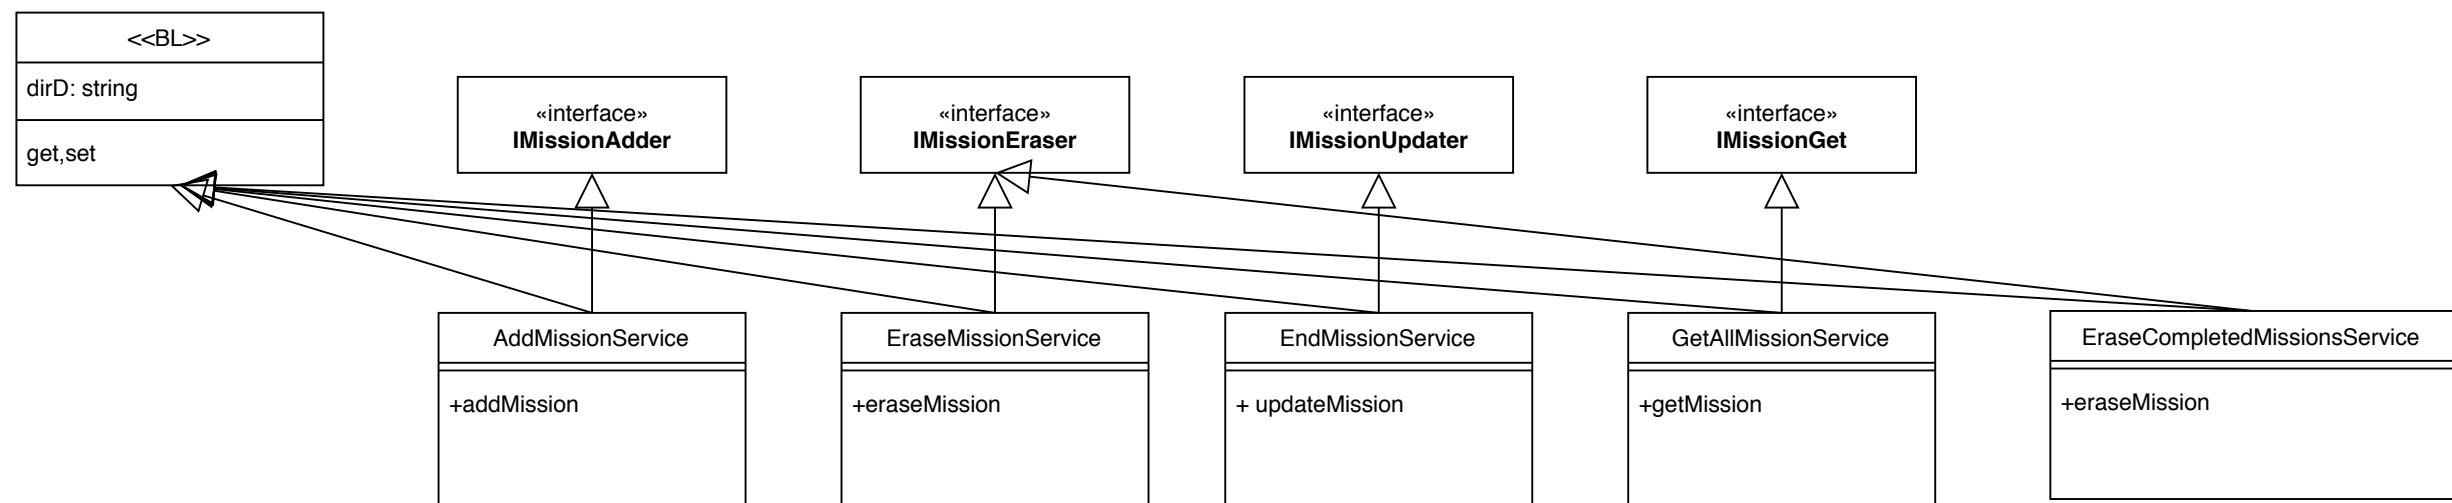 <<BL>>
dirD: string
get,set
«interface»
IMissionAdder
«interface»
IMissionEraser
«interface»
IMissionUpdater
«interface»
IMissionGet
AddMissionService
+addMission
EraseMissionService
+eraseMission
EndMissionService
+ updateMission
GetAllMissionService
+getMission
EraseCompletedMissionsService
+eraseMission